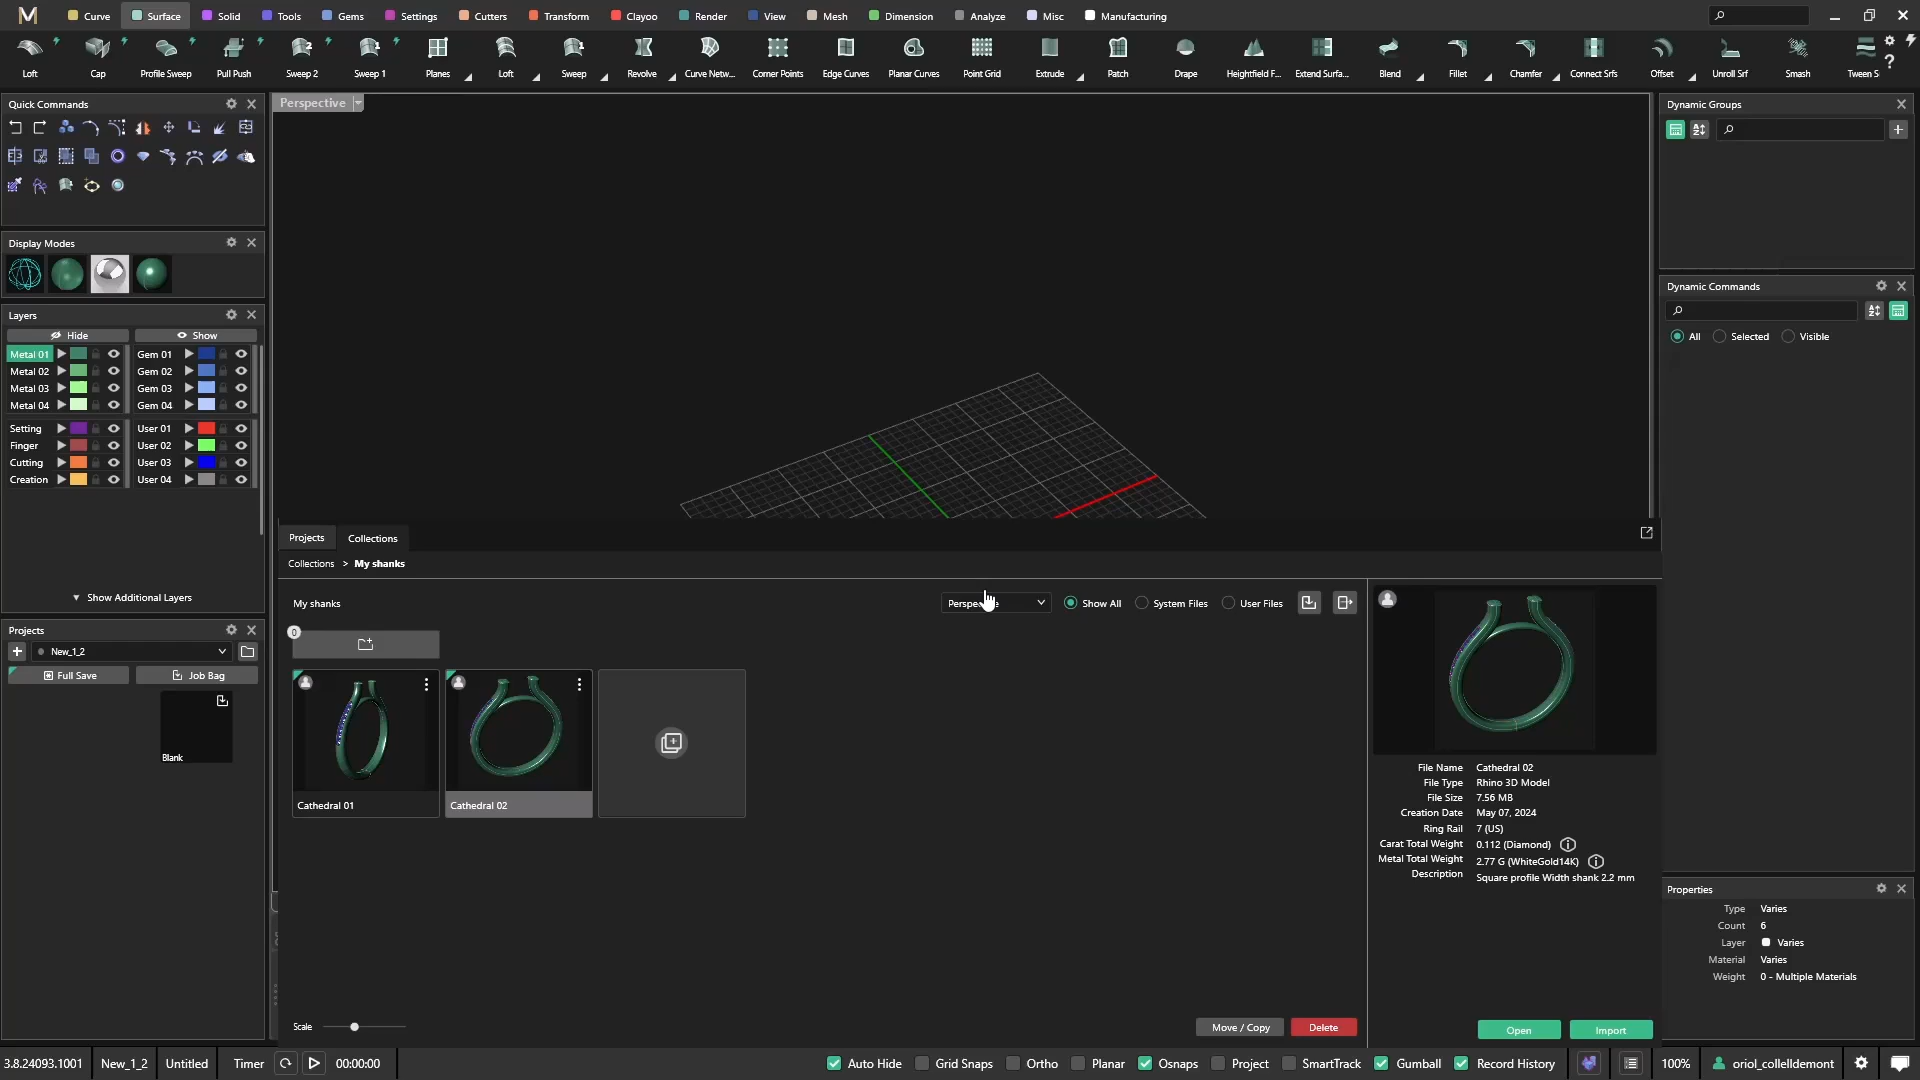 Curve Surface Solid Tools Gems Settings Cutters Transform Clayoo Render View Mesh Dimension Analyze Misc Manufacturing
Loft Cap Profile Sweep Pull Push Sweep 2 Sweep 1 Planes Loft Sweep Revolve Curve Netw... Corner Points Edge Curves Planar Curves Point Grid Extrude Patch Drape Heightfield F... Extend Surfa... Blend Fillet Chamfer Connect Srfs Offset Unroll Srf Smash Tween S
Quick Commands
Display Modes
Layers
Hide Show
Metal 01 Gem 01
Metal 02 Gem 02
Metal 03 Gem 03
Metal 04 Gem 04
Setting User 01
Finger User 02
Cutting User 03
Creation User 04
Show Additional Layers
Projects
New_1_2
Full Save Job Bag
Blank
Perspective
Projects Collections
Collections > My shanks
My shanks
Show All System Files User Files
0
Cathedral 01 Cathedral 02
Scale
Move / Copy Delete
File Name Cathedral 02
File Type Rhino 3D Model
File Size 7.56 MB
Creation Date May 07, 2024
Ring Rail 7 (US)
Carat Total Weight 0.112 (Diamond)
Metal Total Weight 2.77 G (WhiteGold14K)
Description Square profile Width shank 2.2 mm
Open Import
Dynamic Groups
Dynamic Commands
All Selected Visible
Properties
Type Varies
Count 6
Layer Varies
Material Varies
Weight 0 - Multiple Materials
3.8.24093.1001 New_1_2 Untitled Timer 00:00:00 Auto Hide Grid Snaps Ortho Planar Osnaps Project SmartTrack Gumball Record History 100% oriol_collelldemont